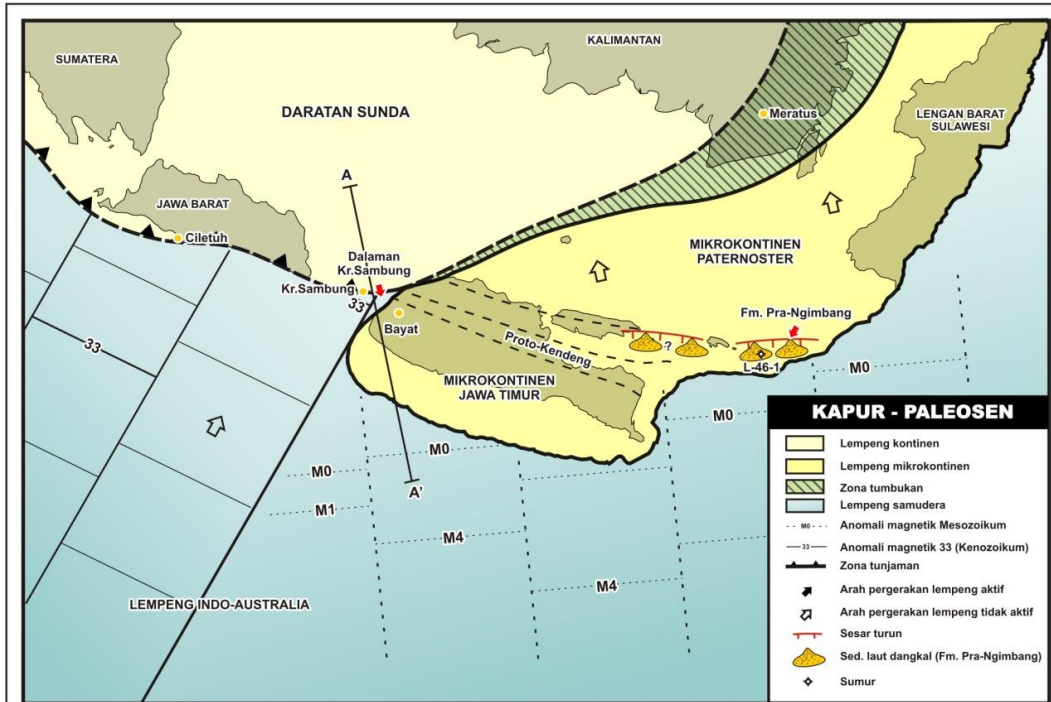 SUMATERA
KALIMANTAN
DARATAN SUNDA
Meratus
LENGAN BARAT
SULAWESI
A
JAWA BARAT
Ciletuh
Dalaman
Kr.Sambung
Kr.Sambung
33
Bayat
MIKROKONTINEN
PATERNOSTER
Fm. Pra-Ngimbang
33
Proto-Kendeng
?
L-46-1
MIKROKONTINEN
JAWA TIMUR
M0
M0
M0
M0
A'
M1
M4
M4
LEMPENG INDO-AUSTRALIA
KAPUR - PALEOSEN
Lempeng kontinen
Lempeng mikrokontinen
Zona tumbukan
Lempeng samudera
M0 Anomali magnetik Mesozoikum
33 Anomali magnetik 33 (Kenozoikum)
Zona tunjaman
Arah pergerakan lempeng aktif
Arah pergerakan lempeng tidak aktif
Sesar turun
Sed. laut dangkal (Fm. Pra-Ngimbang)
Sumur